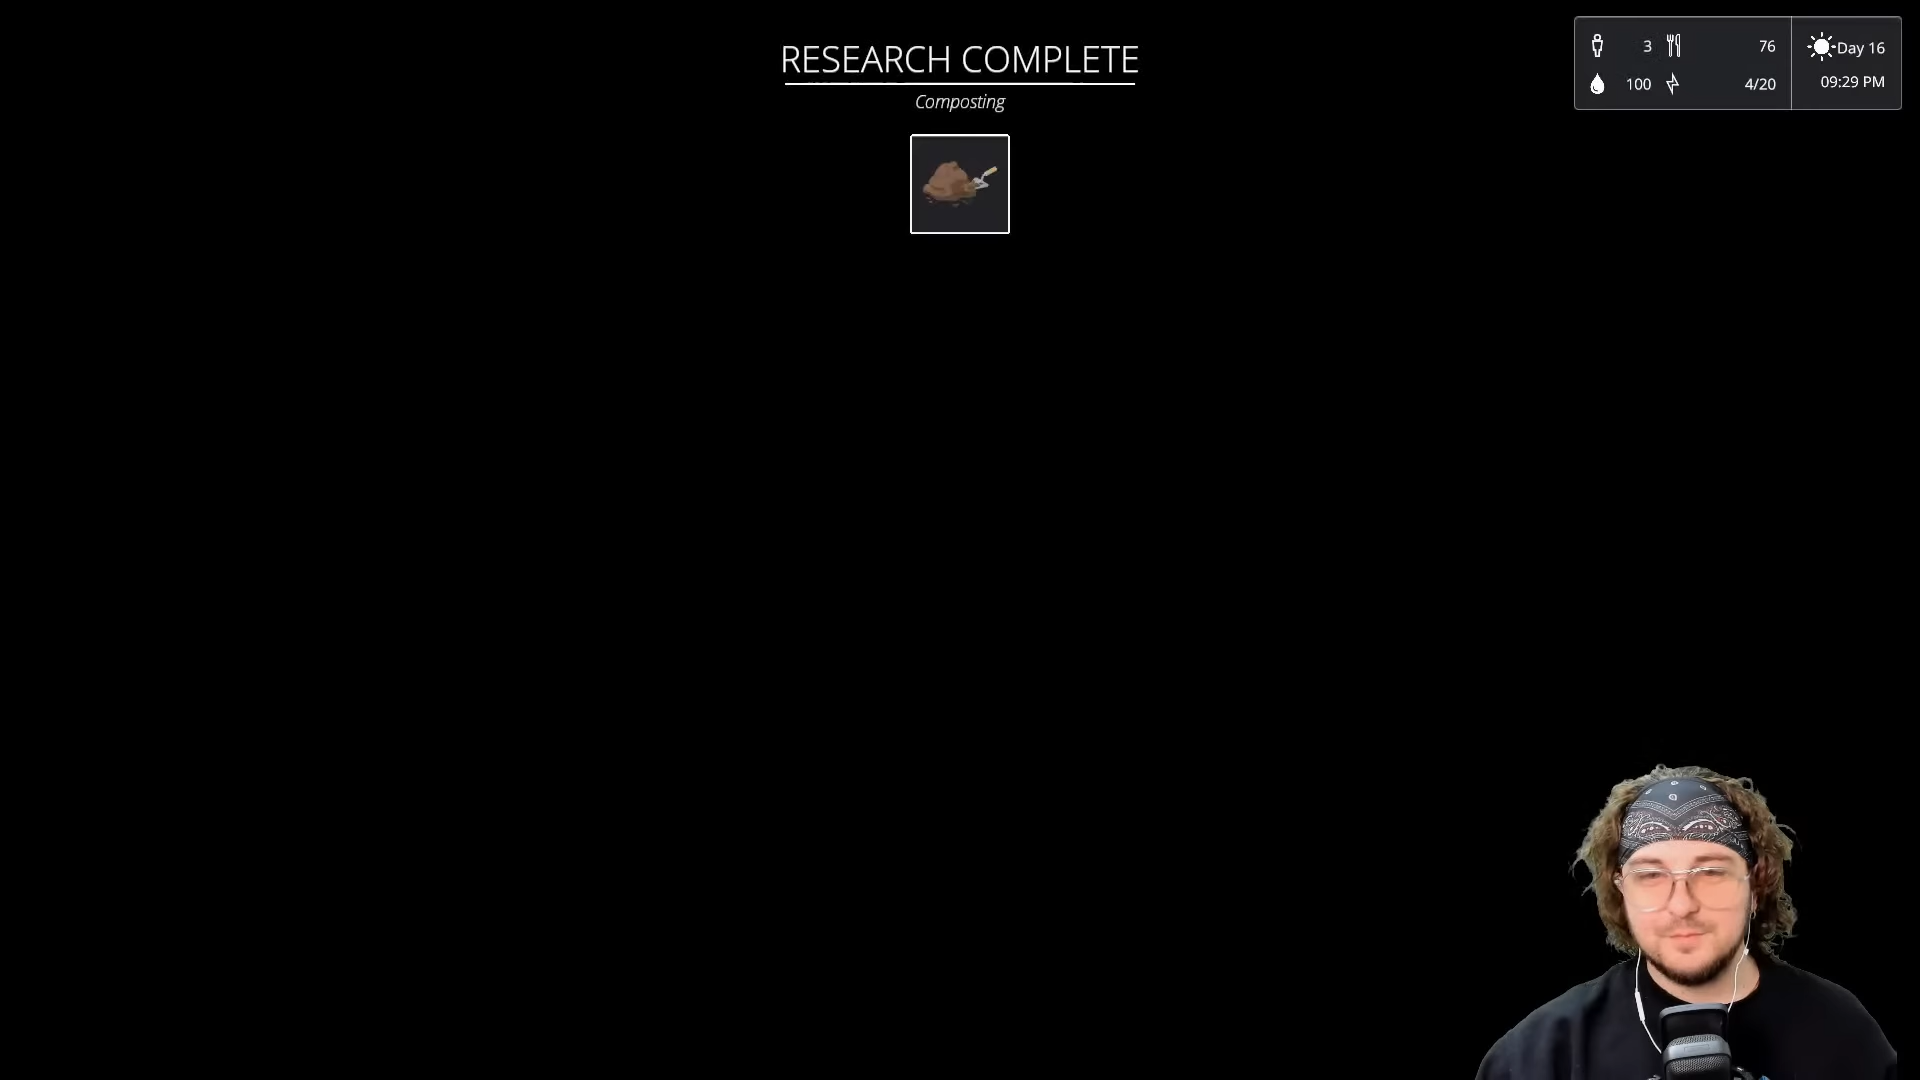 RESEARCH COMPLETE
Composting
3 76
100 4/20
Day 16
09:29 PM